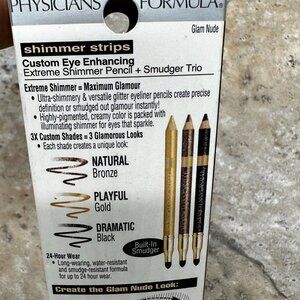 PHYSICIANS FORMULA®
Glam Nude
shimmer strips
Custom Eye Enhancing
Extreme Shimmer Pencil + Smudger Trio
Extreme Shimmer = Maximum Glamour
• Ultra-shimmery & versatile glitter eyeliner pencils create precise
definition or smudged out glamour instantly!
• Highly-pigmented, creamy color is packed with
illuminating shimmer for eyes that sparkle.
3X Custom Shades = 3 Glamorous Looks
• Each shade creates a unique look:
NATURAL
Bronze
PLAYFUL
Gold
DRAMATIC
Black
Built-In
Smudger
24-Hour Wear
• Long-wearing, water-resistant
and smudge-resistant formula
for up to 24 hours.
Create the Glam Nude Look: